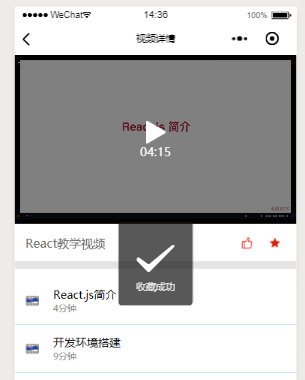 WeChat 14:36 100%
视频详情
React.js 简介
04:15
React教学视频
收藏成功
React.js简介
4分钟
开发环境搭建
9分钟